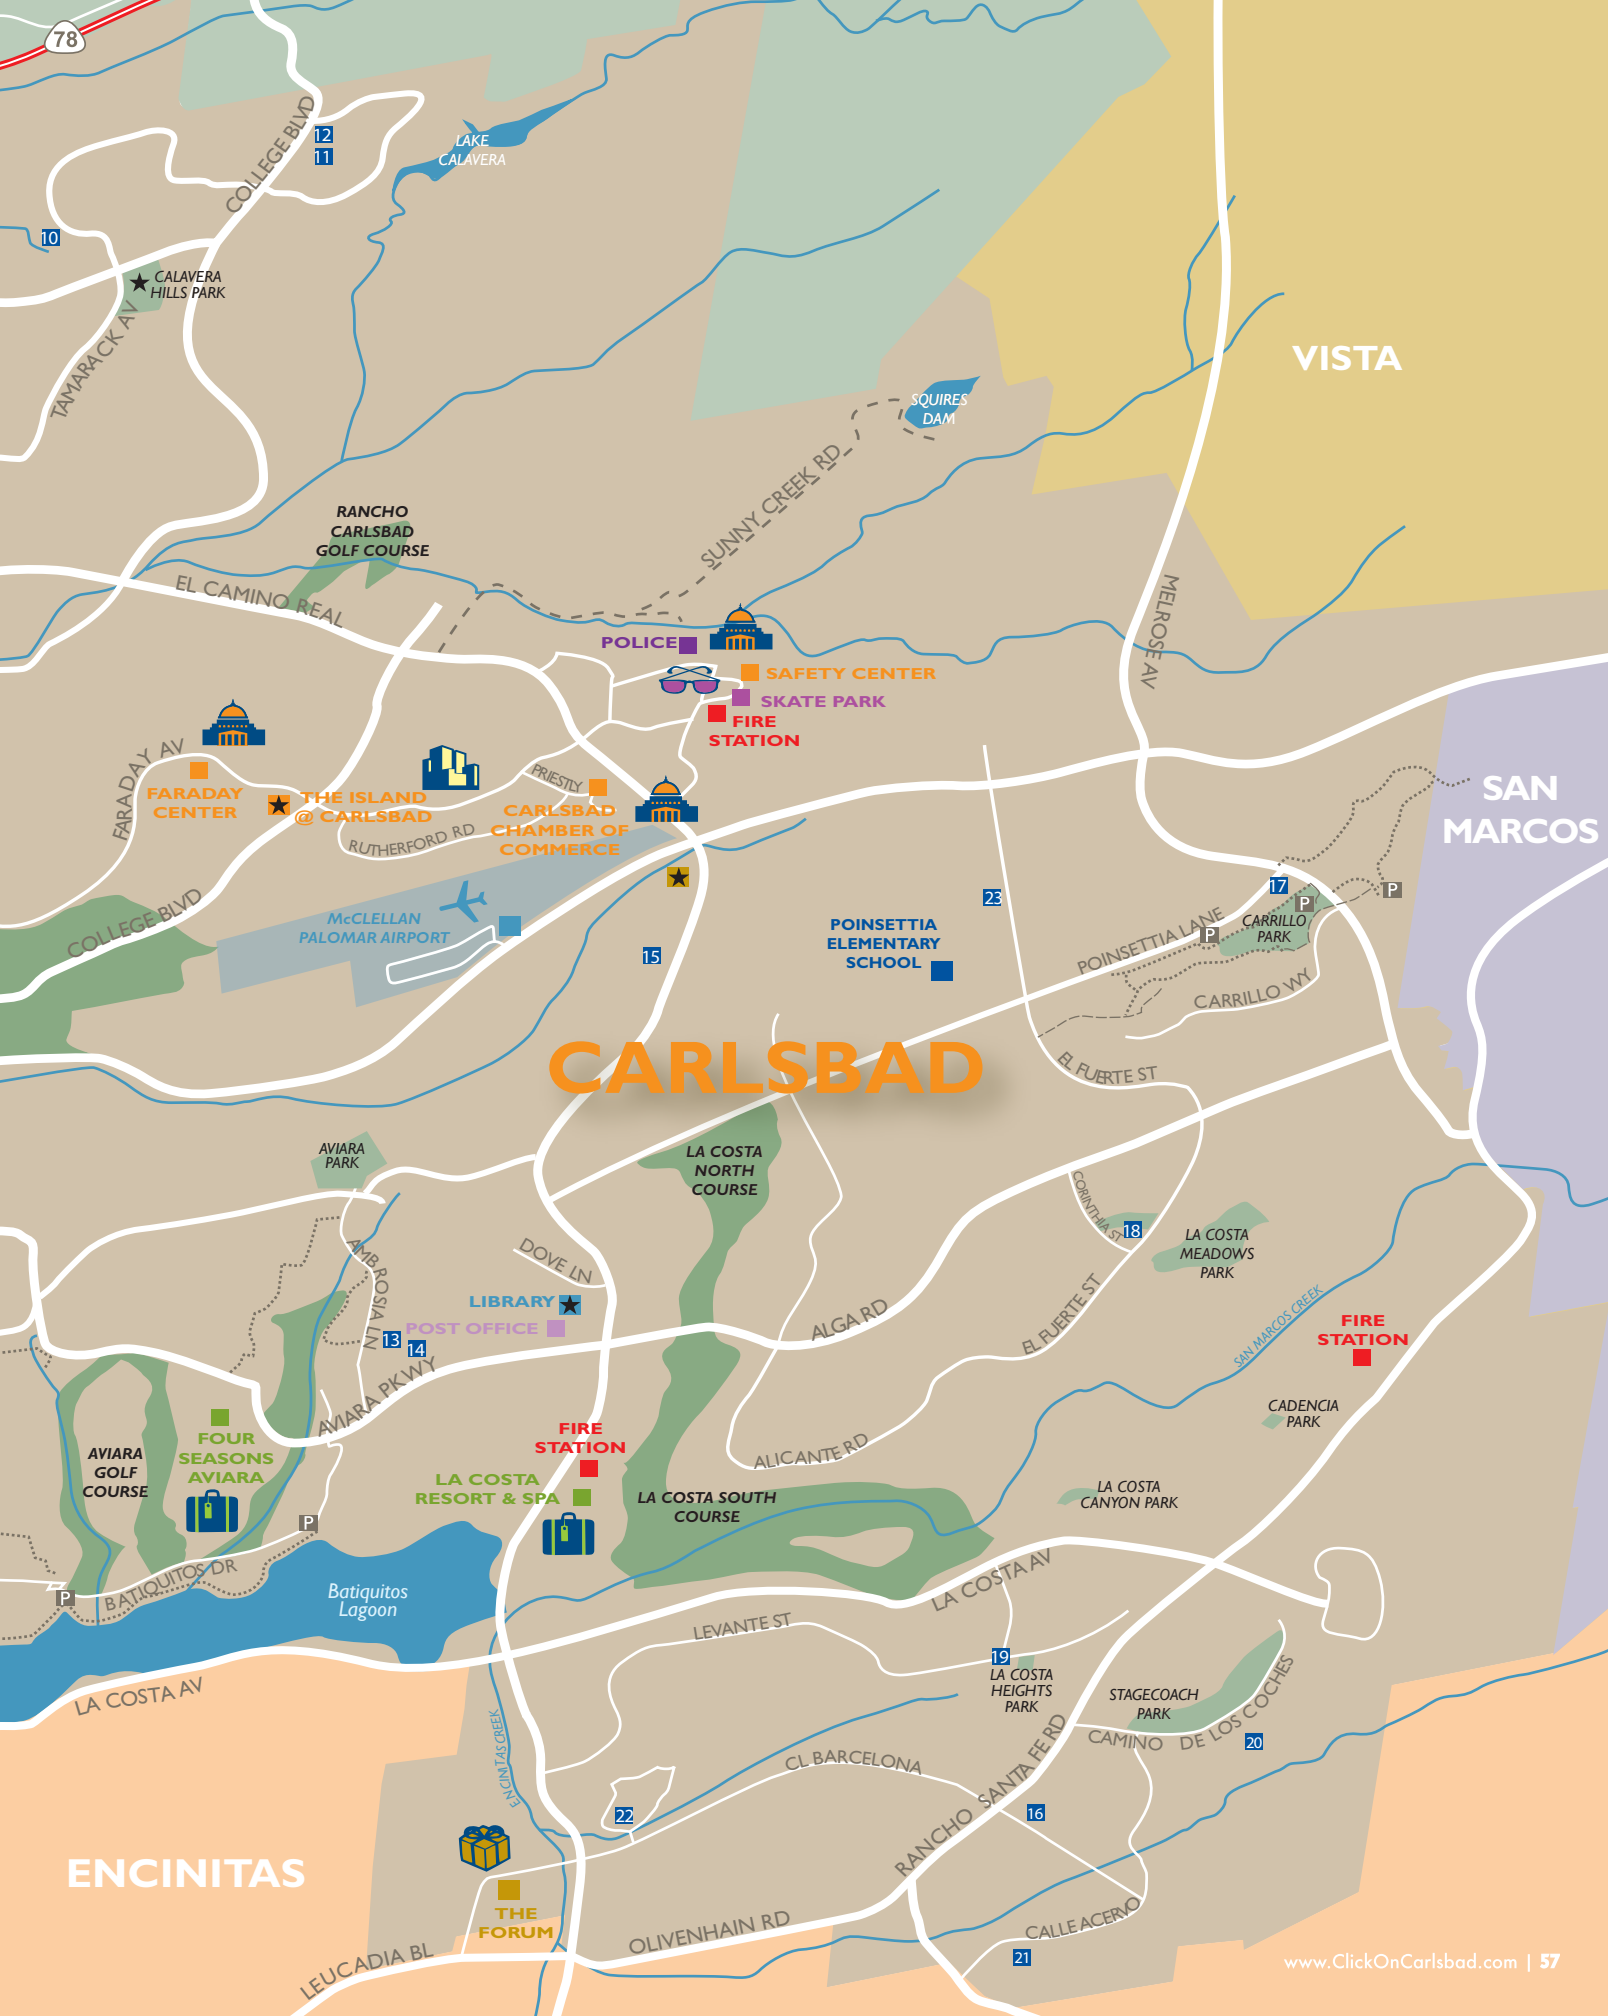 78
COLLEGE BLVD
12
11
LAKE
CALAVERA
10
CALAVERA
HILLS PARK
TAMARACK AV
VISTA
SQUIRES
DAM
SUNNY CREEK RD
RANCHO
CARLSBAD
GOLF COURSE
EL CAMINO REAL
MELROSE AV
POLICE
SAFETY CENTER
SKATE PARK
FIRE
STATION
FARADAY AV
FARADAY
CENTER
THE ISLAND
@ CARLSBAD
PRIESTLY
CARLSBAD
CHAMBER OF
COMMERCE
RUTHERFORD RD
SAN
MARCOS
COLLEGE BLVD
McCLELLAN
PALOMAR AIRPORT
15
23
POINSETTIA
ELEMENTARY
SCHOOL
17
P
P
P
CARRILLO
PARK
POINSETTIA LANE
CARRILLO WY
CARLSBAD
EL FUERTE ST
AVIARA
PARK
LA COSTA
NORTH
COURSE
CORINTHIA ST
18
LA COSTA
MEADOWS
PARK
DOVE LN
AMBROSIA LN
LIBRARY
POST OFFICE
13
14
ALGA RD
EL FUERTE ST
SAN MARCOS CREEK
FIRE
STATION
AVIARA PKWY
CADENCIA
PARK
FOUR
SEASONS
AVIARA
AVIARA
GOLF
COURSE
FIRE
STATION
LA COSTA
RESORT & SPA
ALICANTE RD
LA COSTA SOUTH
COURSE
LA COSTA
CANYON PARK
P
P
BATIQUITOS DR
Batiquitos
Lagoon
LA COSTA AV
LEVANTE ST
LA COSTA AV
19
LA COSTA
HEIGHTS
PARK
STAGECOACH
PARK
CAMINO DE LOS COCHES
20
ENCINITAS CREEK
CL BARCELONA
RANCHO SANTA FE RD
16
22
ENCINITAS
THE
FORUM
LEUCADIA BL
OLIVENHAIN RD
CALLE ACERVO
21
www.ClickOnCarlsbad.com | 57